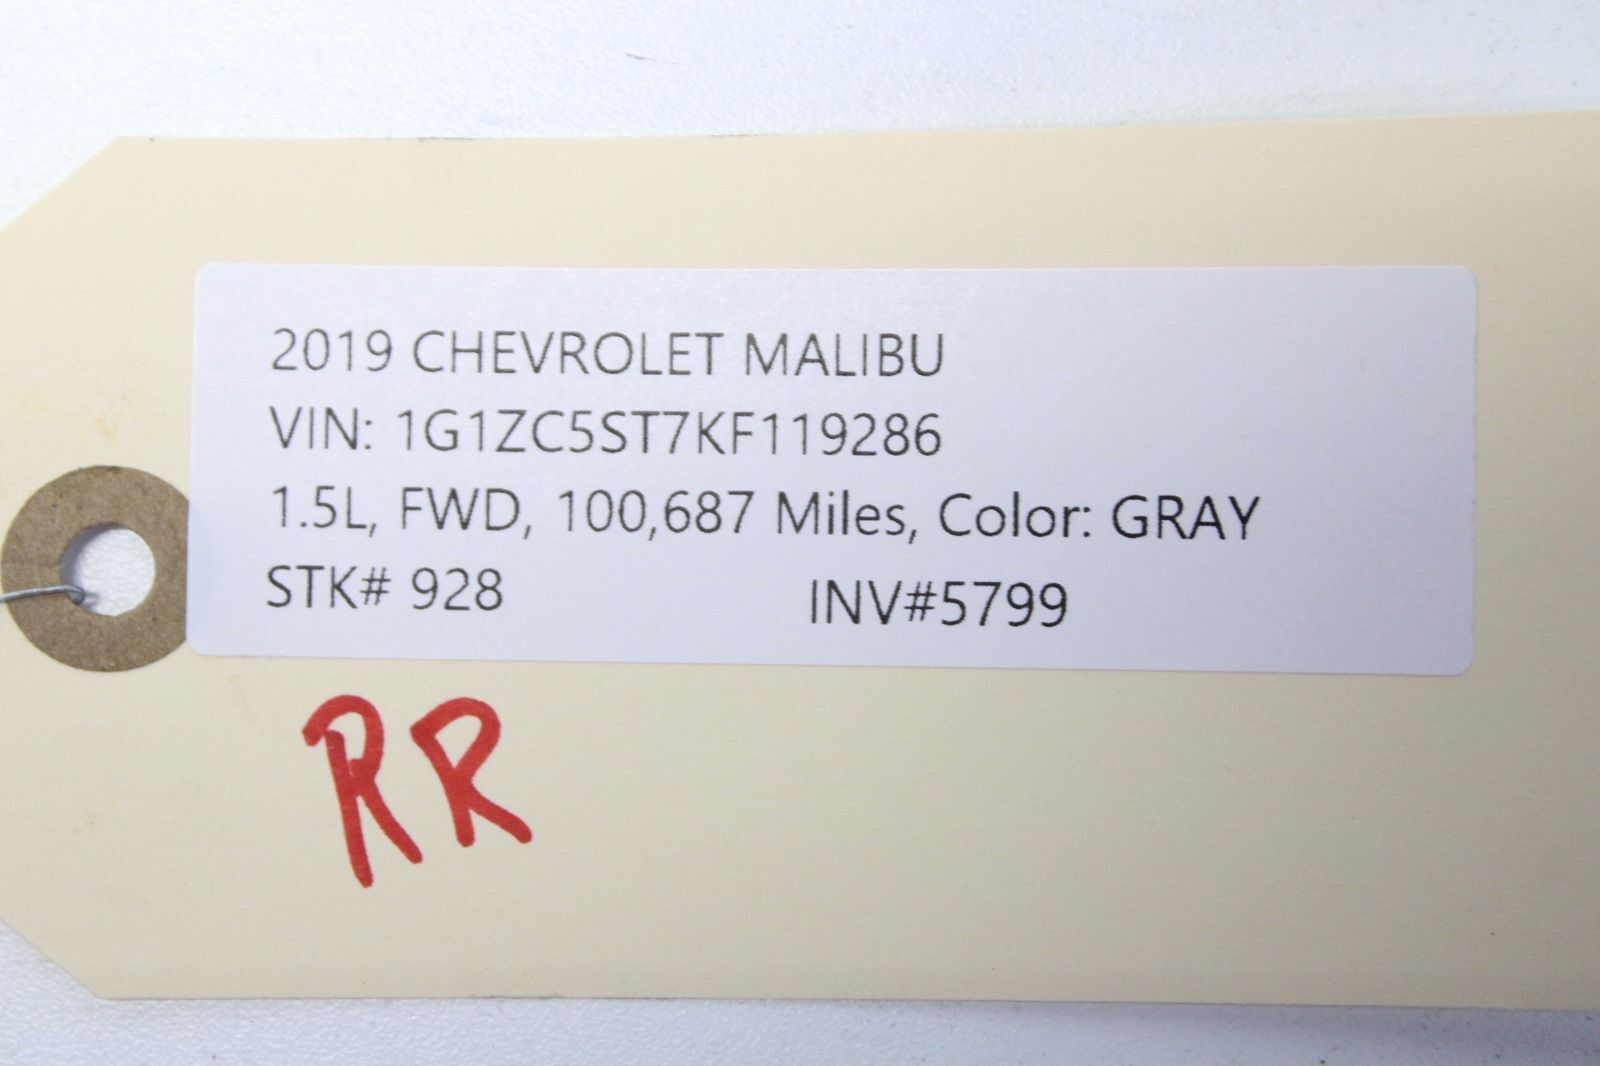 2019 CHEVROLET MALIBU
VIN: 1G1ZC5ST7KF119286
1.5L, FWD, 100,687 Miles, Color: GRAY
STK# 928 INV#5799
RR